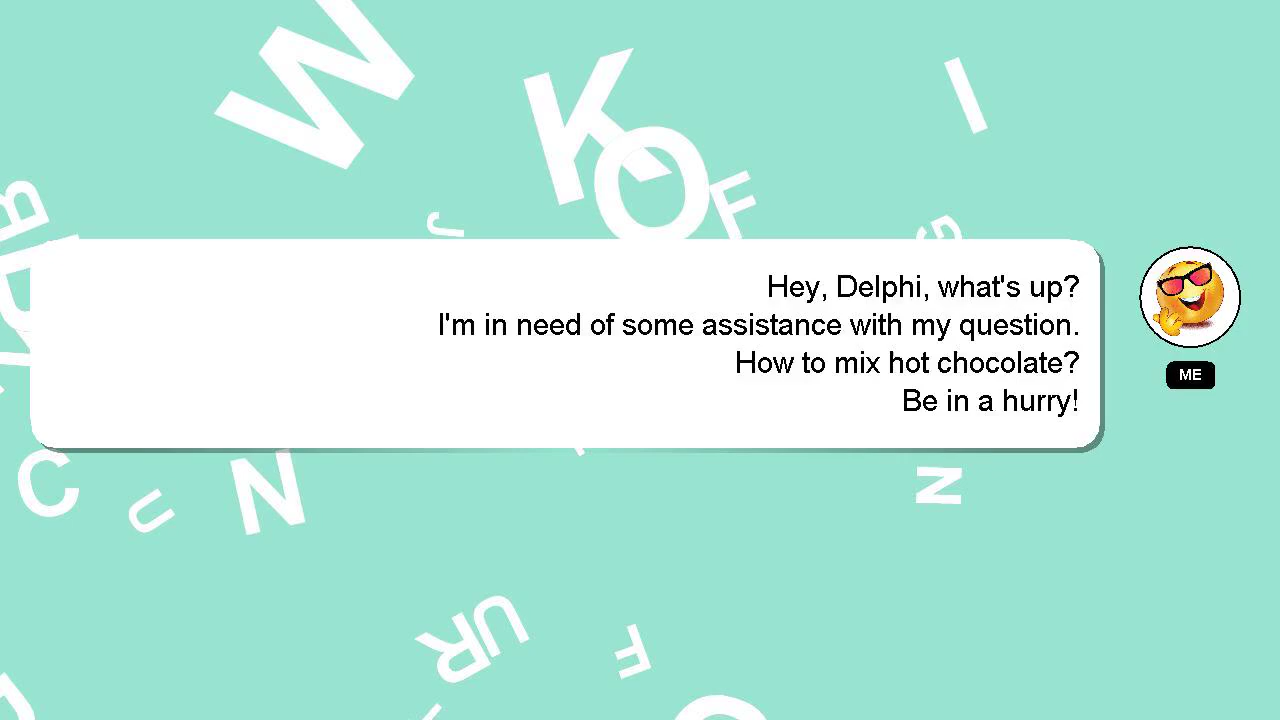 Hey, Delphi, what's up?
I'm in need of some assistance with my question.
How to mix hot chocolate?
Be in a hurry!
ME
W
K
O
F
I
J
G
B
C
U
N
N
U
R
F